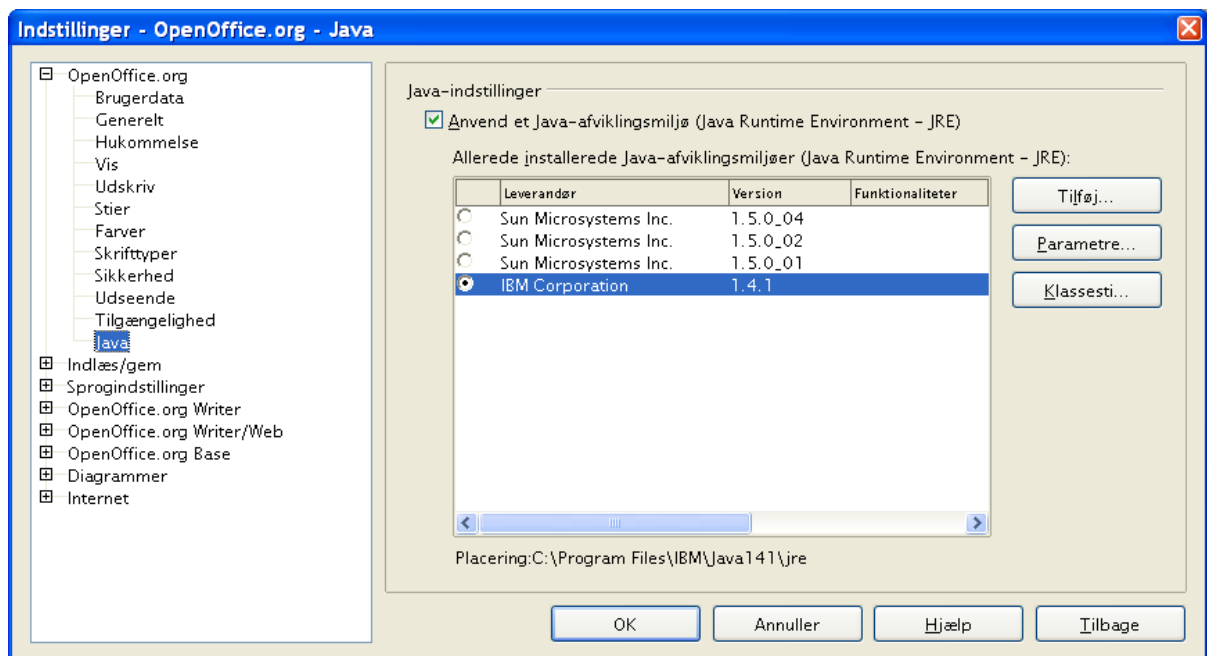 Indstillinger - OpenOffice.org - Java
OpenOffice.org
Brugerdata
Generelt
Hukommelse
Vis
Udskriv
Stier
Farver
Skrifttyper
Sikkerhed
Udseende
Tilgængelighed
Java
Indlæs/gem
Sprogindstillinger
OpenOffice.org Writer
OpenOffice.org Writer/Web
OpenOffice.org Base
Diagrammer
Internet
Java-indstillinger
Anvend et Java-afviklingsmiljø (Java Runtime Environment - JRE)
Allerede installerede Java-afviklingsmiljøer (Java Runtime Environment - JRE):
Leverandør Version Funktionaliteter
Sun Microsystems Inc. 1.5.0_04
Sun Microsystems Inc. 1.5.0_02
Sun Microsystems Inc. 1.5.0_01
IBM Corporation 1.4.1
Tilføj...
Parametre...
Klassesti...
Placering:C:\Program Files\IBM\Java141\jre
OK Annuller Hjælp Tilbage